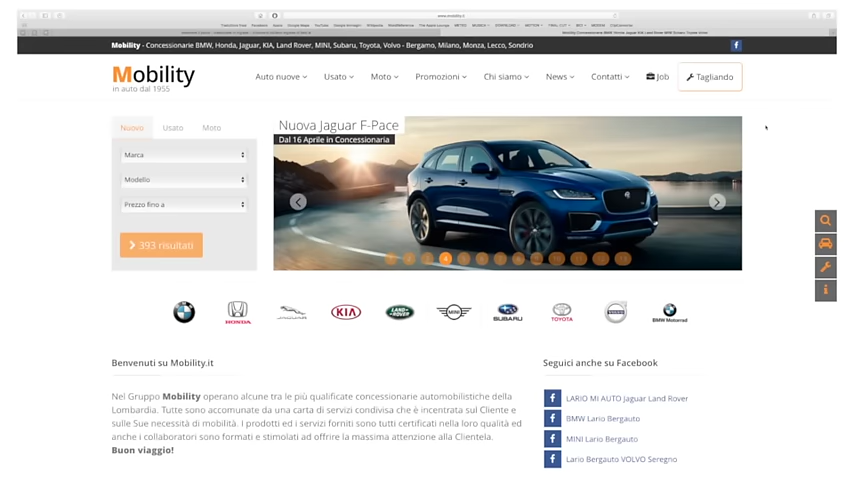 www.mobility.it
Mobility - Concessionarie BMW, Honda, Jaguar, KIA, Land Rover, MINI, Subaru, Toyota, Volvo - Bergamo, Milano, Monza, Lecco, Sondrio
Mobility
in auto dal 1955
Auto nuove Usato Moto Promozioni Chi siamo News Contatti Job Tagliando
Nuovo Usato Moto
Marca
Modello
Prezzo fino a
393 risultati
Nuova Jaguar F-Pace
Dal 16 Aprile in Concessionaria
4
HONDA KIA LAND ROVER MINI SUBARU TOYOTA BMW Motorrad
Benvenuti su Mobility.it
Nel Gruppo Mobility operano alcune tra le più qualificate concessionarie automobilistiche della
Lombardia. Tutte sono accomunate da una carta di servizi condivisa che è incentrata sul Cliente e
sulle Sue necessità di mobilità. I prodotti ed i servizi forniti sono tutti certificati nella loro qualità ed
anche i collaboratori sono formati e stimolati ad offrire la massima attenzione alla Clientela.
Buon viaggio!
Seguici anche su Facebook
LARIO MI AUTO Jaguar Land Rover
BMW Lario Bergauto
MINI Lario Bergauto
Lario Bergauto VOLVO Seregno